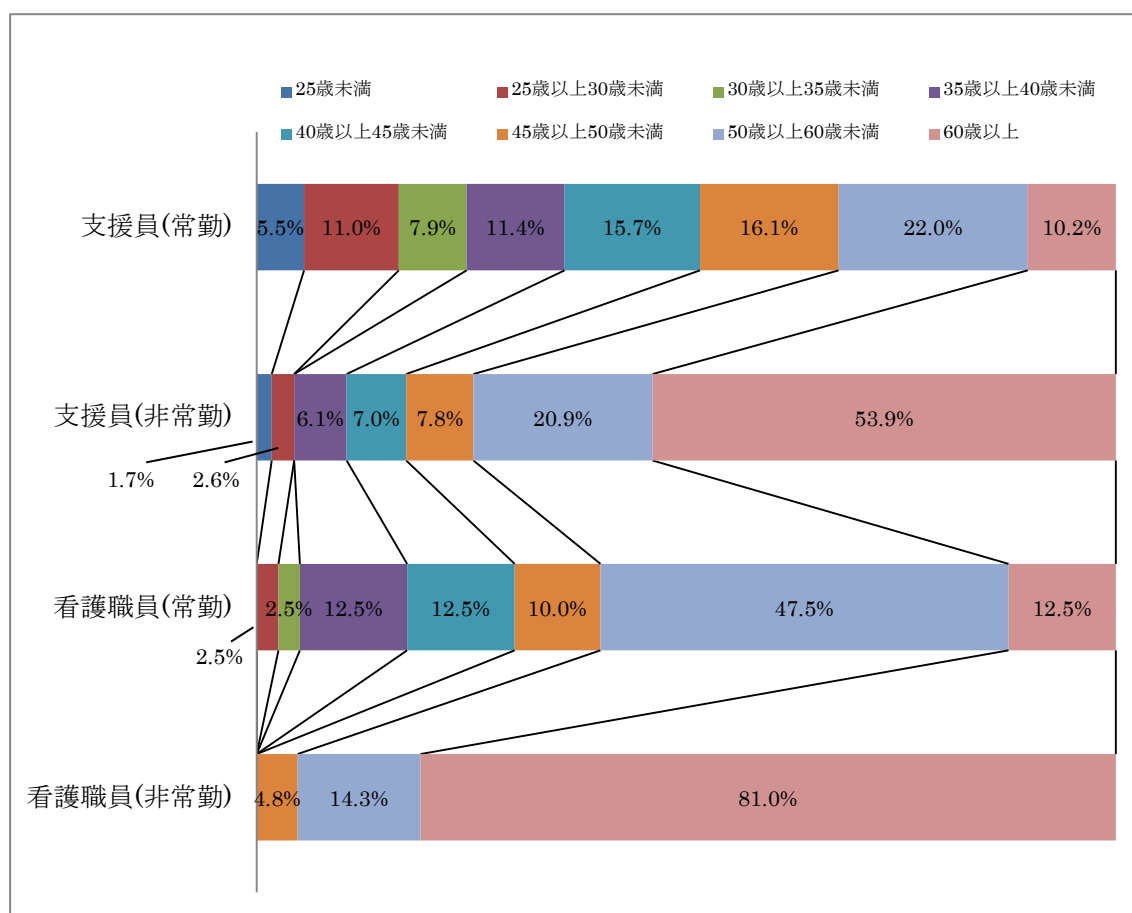 25歳未満 25歳以上30歳未満 30歳以上35歳未満 35歳以上40歳未満
40歳以上45歳未満 45歳以上50歳未満 50歳以上60歳未満 60歳以上
支援員(常勤) 5.5% 11.0% 7.9% 11.4% 15.7% 16.1% 22.0% 10.2%
支援員(非常勤) 6.1% 7.0% 7.8% 20.9% 53.9%
1.7% 2.6%
看護職員(常勤) 2.5% 12.5% 12.5% 10.0% 47.5% 12.5%
2.5%
看護職員(非常勤) 4.8% 14.3% 81.0%